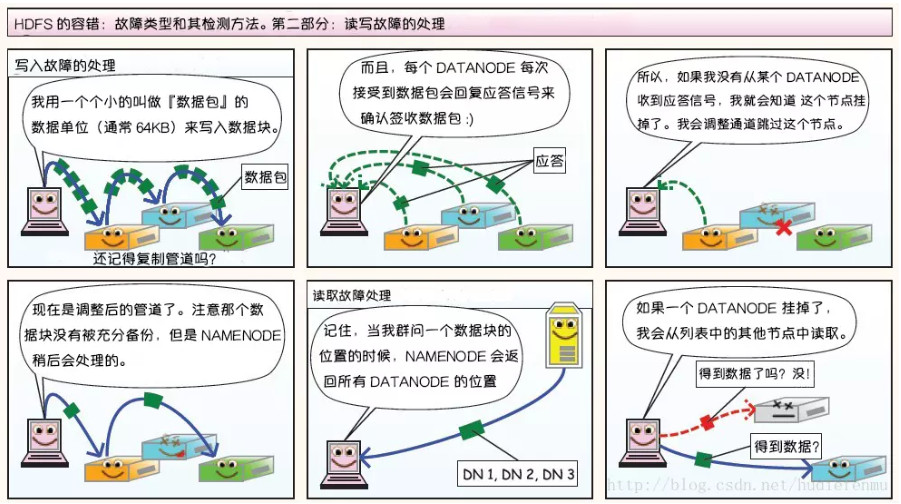 HDFS 的容错：故障类型和其检测方法。第二部分：读写故障的处理
写入故障的处理
我用一个个小的叫做『数据包』的
数据单位（通常 64KB）来写入数据块。
数据包
还记得复制管道吗？
而且，每个 DATANODE 每次
接受到数据包会回复应答信号来
确认签收数据包 :)
应答
所以，如果我没有从某个 DATANODE
收到应答信号，我就会知道 这个节点挂
掉了。我会调整通道跳过这个节点。
现在是调整后的管道了。注意那个数
据块没有被充分备份，但是 NAMENODE
稍后会处理的。
读取故障处理
记住，当我群问一个数据块的
位置的时候，NAMENODE 会返
回所有 DATANODE 的位置
DN 1, DN 2, DN 3
如果一个 DATANODE 挂掉了，
我会从列表中的其他节点中读取。
得到数据了吗？没！
得到数据？
http://blog.csdn.net/hudiefenmu